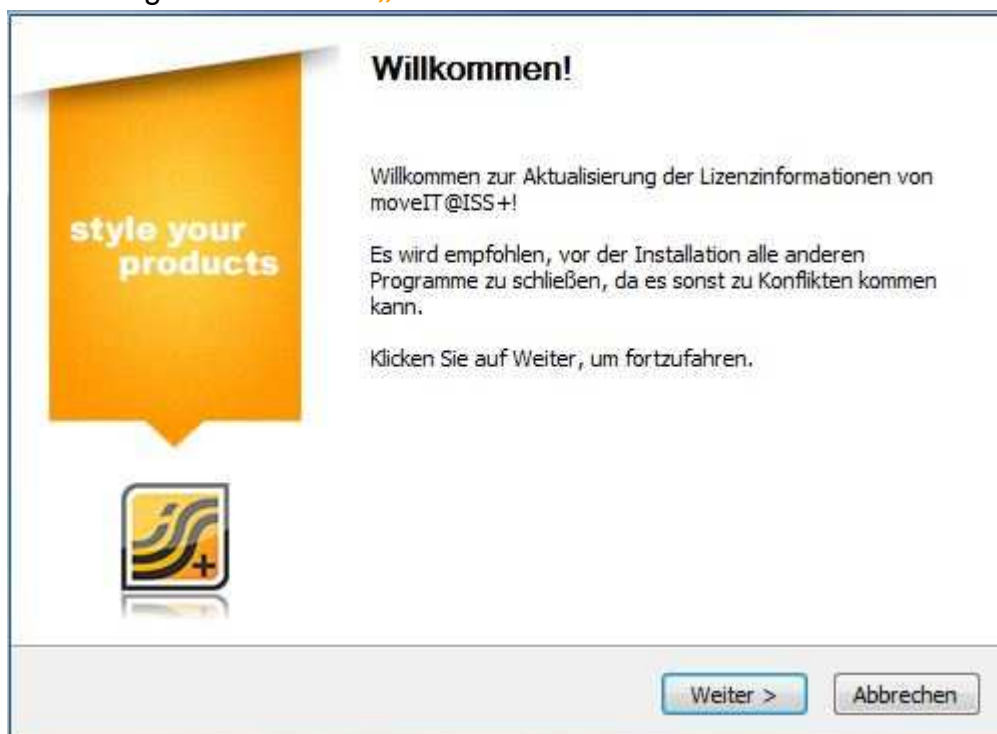 „
Willkommen!
Willkommen zur Aktualisierung der Lizenzinformationen von
moveIT@ISS+!
Es wird empfohlen, vor der Installation alle anderen
Programme zu schließen, da es sonst zu Konflikten kommen
kann.
Klicken Sie auf Weiter, um fortzufahren.
style your
products
Weiter >
Abbrechen